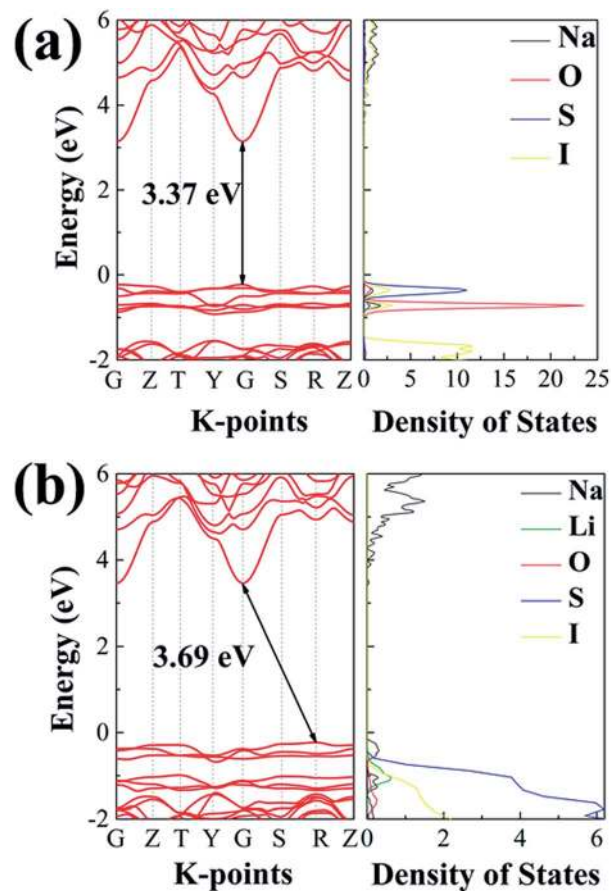 (a)
6
4
2
0
-2
Energy (eV)
3.37 eV
G Z T Y G S R Z
K-points
Na
O
S
I
0 5 10 15 20 25
Density of States
(b)
6
4
2
0
-2
Energy (eV)
3.69 eV
G Z T Y G S R Z
K-points
Na
Li
O
S
I
0 2 4 6
Density of States